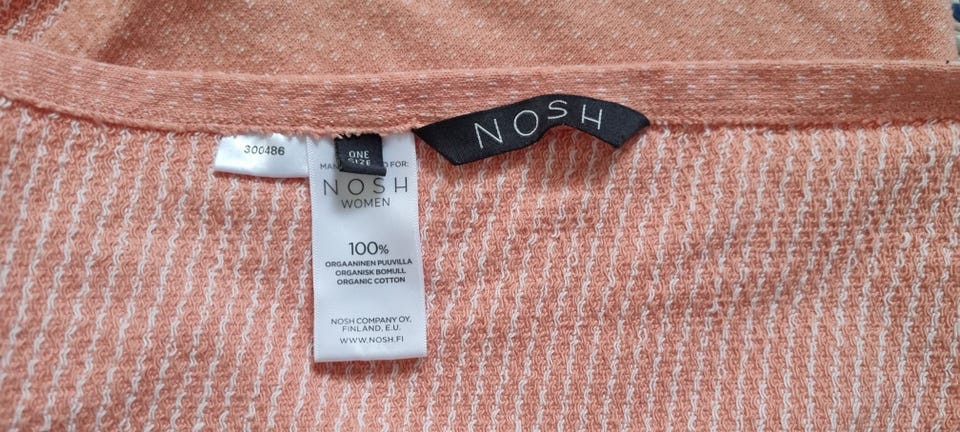 NOSH
300486
ONE
SIZE
FOR:
NOSH
WOMEN
100%
ORGAANINEN PUUVILLA
ORGANISK BOMULL
ORGANIC COTTON
NOSH COMPANY OY,
FINLAND, E.U.
WWW.NOSH.FI